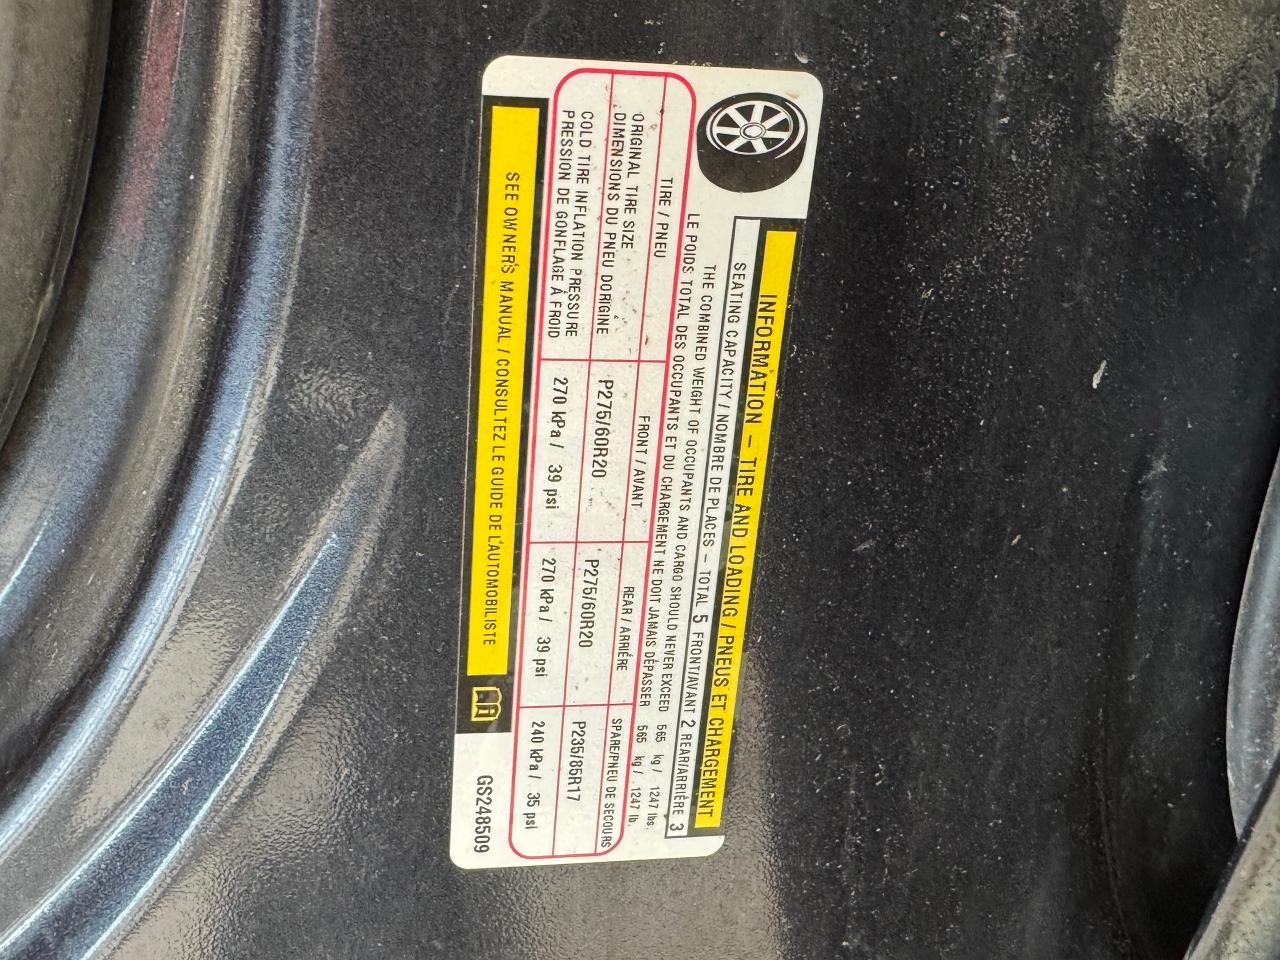 INFORMATION – TIRE AND LOADING / PNEUS ET CHARGEMENT
SEATING CAPACITY / NOMBRE DE PLACES – TOTAL 5 FRONT/AVANT 2 REAR/ARRIÈRE 3
THE COMBINED WEIGHT OF OCCUPANTS AND CARGO SHOULD NEVER EXCEED 565 kg / 1247 lbs.
LE POIDS TOTAL DES OCCUPANTS ET DU CHARGEMENT NE DOIT JAMAIS DÉPASSER 565 kg / 1247 lb.
TIRE / PNEU FRONT / AVANT REAR / ARRIÈRE SPARE/PNEU DE SECOURS
ORIGINAL TIRE SIZE
DIMENSIONS DU PNEU DORIGINE P275/60R20 P275/60R20 P235/85R17
COLD TIRE INFLATION PRESSURE
PRESSION DE GONFLAGE À FROID 270 kPa / 39 psi 270 kPa / 39 psi 240 kPa / 35 psi
SEE OWNER'S MANUAL / CONSULTEZ LE GUIDE DE L'AUTOMOBILISTE
GS248509